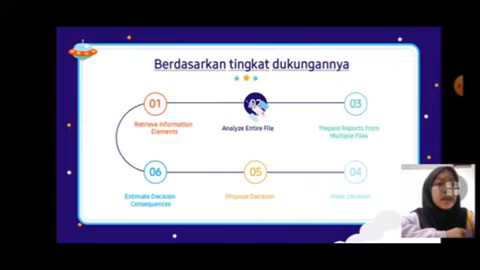 Berdasarkan tingkat dukungannya
01
02
03
Retrieve Information
Elements
Analyze Entire File
Prepare Reports from
Multiple Files
06
05
04
Estimate Decision
Consequences
Propose Decision
Make Decision